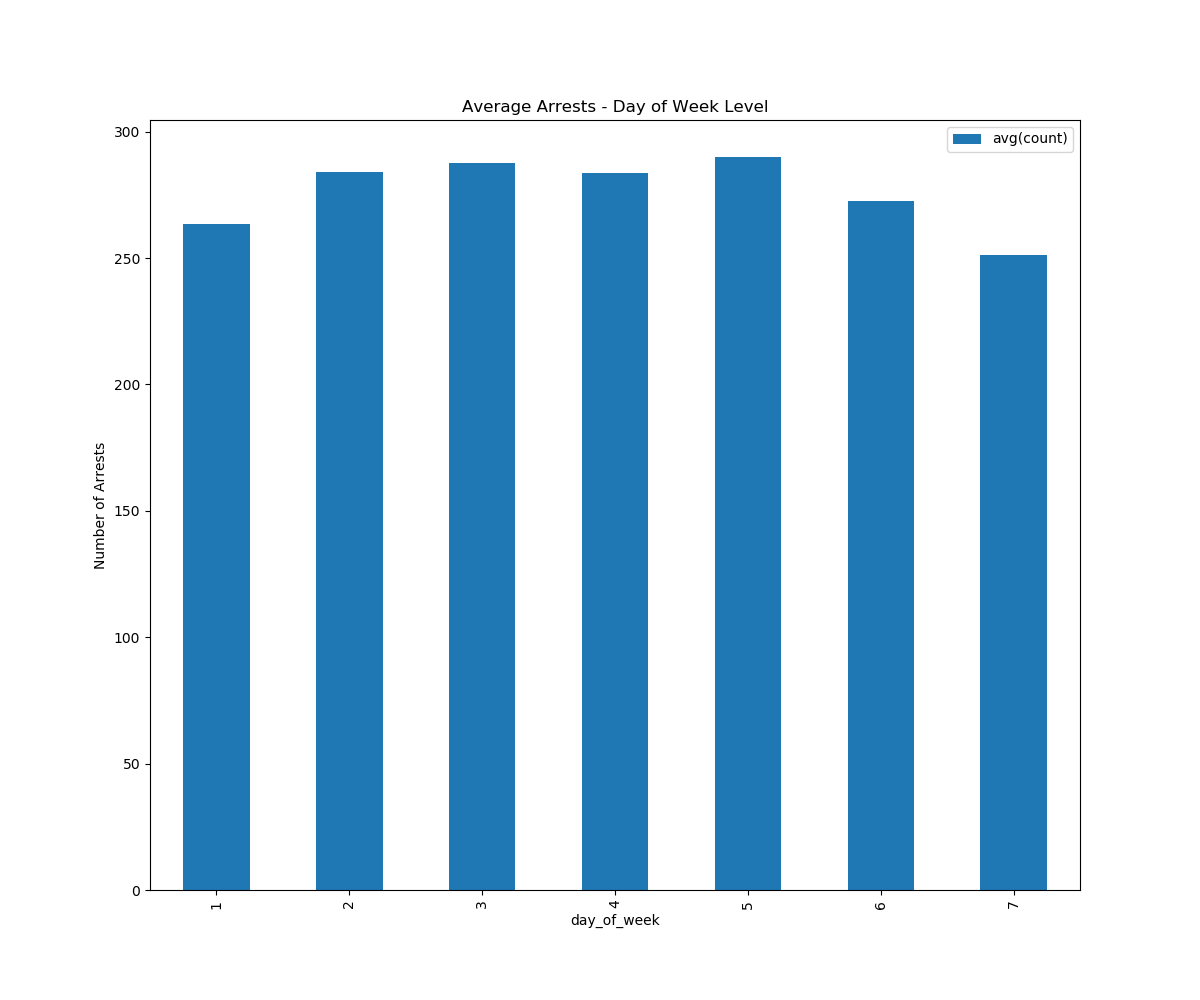 Average Arrests - Day of Week Level
avg(count)
300
250
200
150
100
50
0
Number of Arrests
1 2 3 4 5 6 7
day_of_week